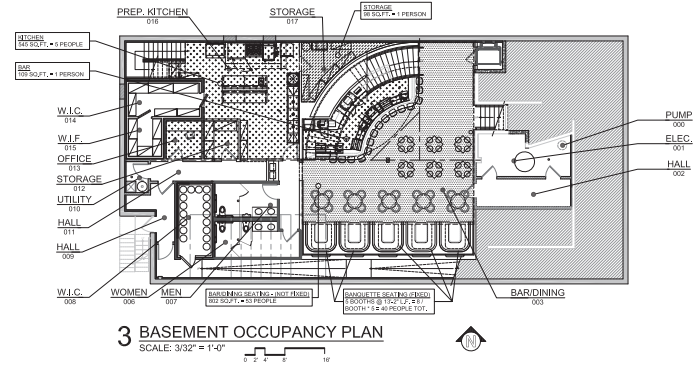 PREP. KITCHEN
016
STORAGE
017
STORAGE
98 SQ.FT. = 1 PERSON
KITCHEN
545 SQ.FT. = 5 PEOPLE
BAR
109 SQ.FT. = 1 PERSON
W.I.C.
014
W.I.F.
015
OFFICE
013
STORAGE
012
UTILITY
010
HALL
011
HALL
009
W.I.C.
008
WOMEN
006
MEN
007
PUMP
000
ELEC.
001
HALL
002
BAR/DINING
003
BAR/DINING SEATING - (NOT FIXED)
802 SQ.FT. = 53 PEOPLE
BANQUETTE SEATING (FIXED)
5 BOOTHS @ 13'-2" L.F. = 8 /
BOOTH * 5 = 40 PEOPLE TOT.
3 BASEMENT OCCUPANCY PLAN
SCALE: 3/32" = 1'-0"
0 2' 4' 8' 16'
N